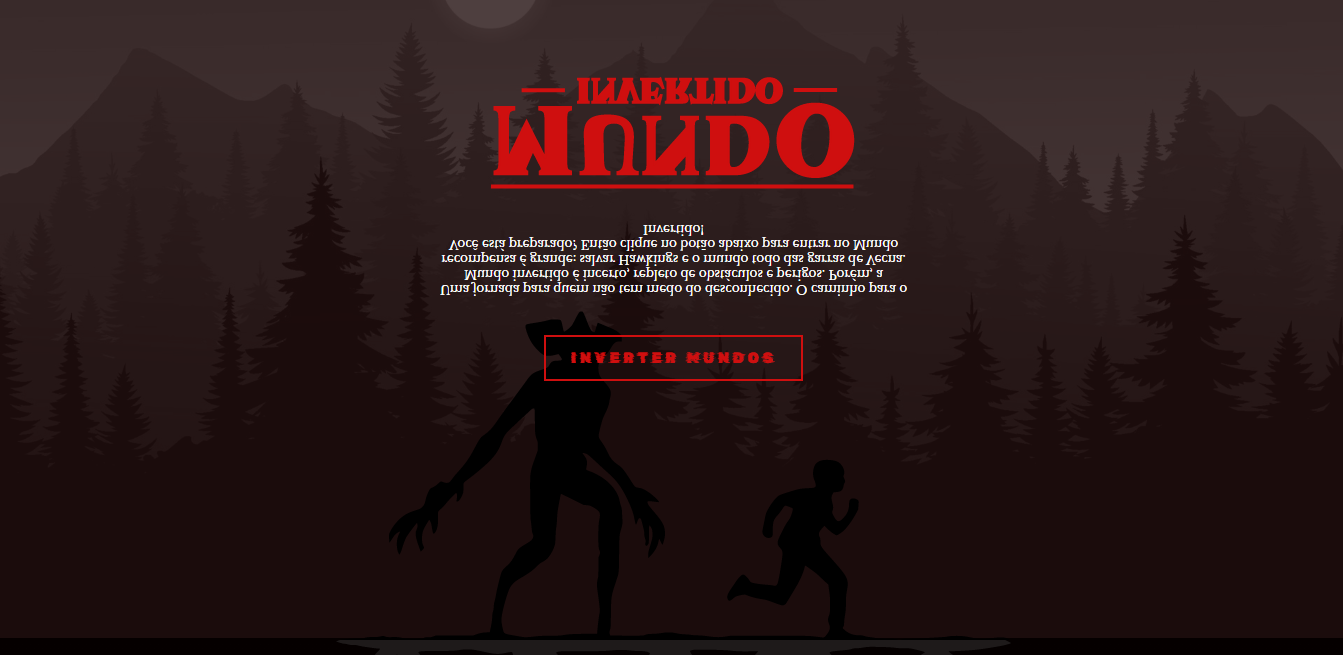 MUNDO
INVERTIDO
Uma jornada para quem não tem medo do desconhecido. O caminho para o
Mundo invertido é incerto, repleto de obstáculos e perigos. Porém, a
recompensa é grande: salvar Hawkings e o mundo todo das garras de Vecna.
Você está preparado? Então clique no botão abaixo para entrar no Mundo
Invertido!
INVERTER MUNDOS